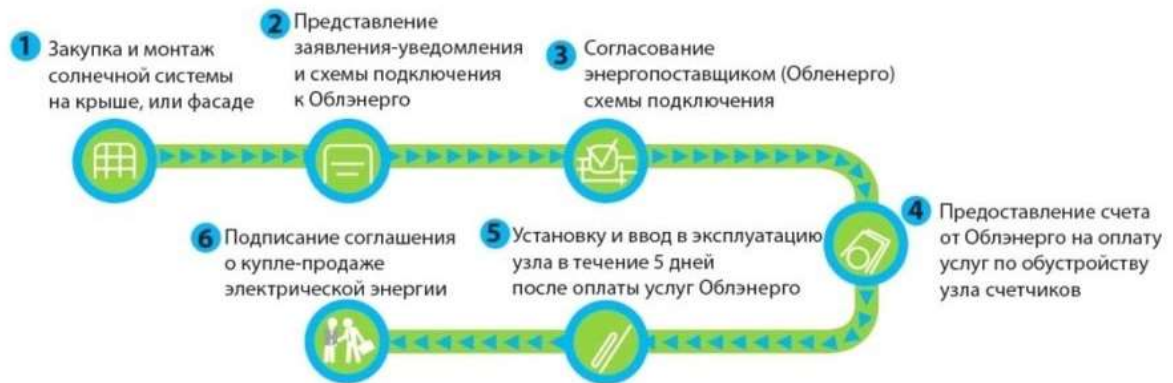 1 Закупка и монтаж
солнечной системы
на крыше, или фасаде
2 Представление
заявления-уведомления
и схемы подключения
к Облэнерго
3 Согласование
энергопоставщиком (Обленерго)
схемы подключения
4 Предоставление счета
от Облэнерго на оплату
услуг по обустройству
узла счетчиков
5 Установку и ввод в эксплуатацию
узла в течение 5 дней
после оплаты услуг Облэнерго
6 Подписание соглашения
о купле-продаже
электрической энергии